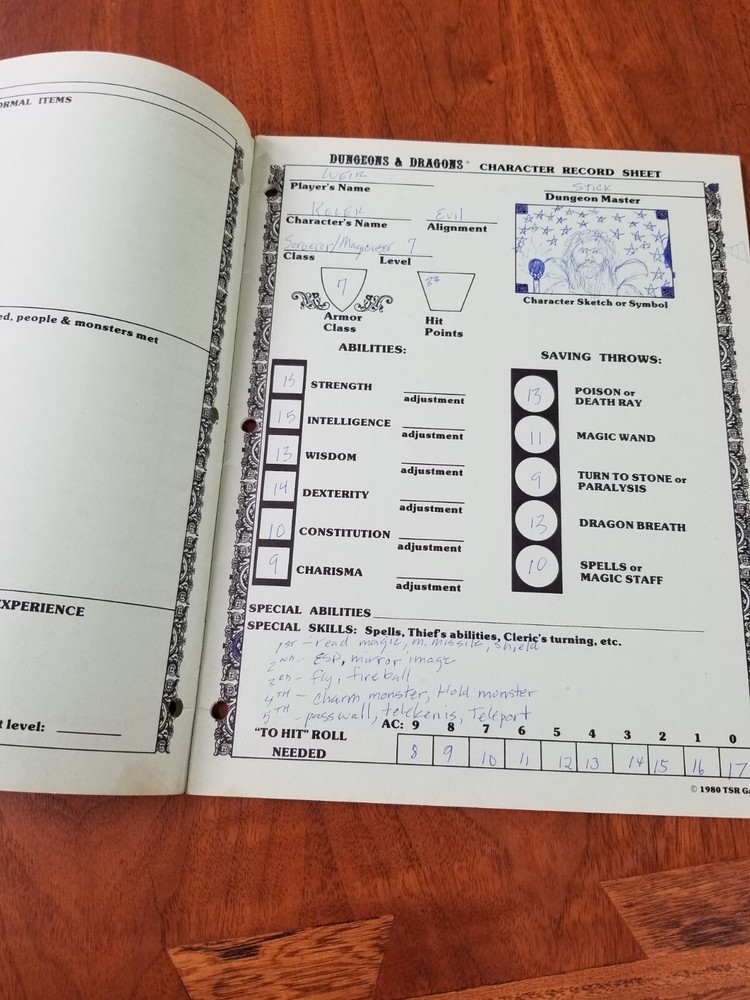 ORMAL ITEMS
ed, people & monsters met
EXPERIENCE
t level:
DUNGEONS & DRAGONS® CHARACTER RECORD SHEET
WEIR
Player's Name
STICK
Dungeon Master
Character's Name
Evil
Alignment
Sorcerer/Magicuser 7
Class Level
7
Armor Class
33
Hit Points
Character Sketch or Symbol
ABILITIES:
15 STRENGTH adjustment
15 INTELLIGENCE adjustment
13 WISDOM adjustment
14 DEXTERITY adjustment
10 CONSTITUTION adjustment
9 CHARISMA adjustment
SAVING THROWS:
13 POISON or DEATH RAY
11 MAGIC WAND
9 TURN TO STONE or PARALYSIS
13 DRAGON BREATH
10 SPELLS or MAGIC STAFF
SPECIAL ABILITIES
SPECIAL SKILLS: Spells, Thief's abilities, Cleric's turning, etc.
1ST - read magic, m. missile, shield
2ND - ESP, mirror image
3RD - fly, fireball
4TH - charm monster, Hold monster
5TH - passwall, telekenis, Teleport
AC: 9 8 7 6 5 4 3 2 1 0
"TO HIT" ROLL NEEDED 8 9 10 11 12 13 14 15 16 17
© 1980 TSR Ga